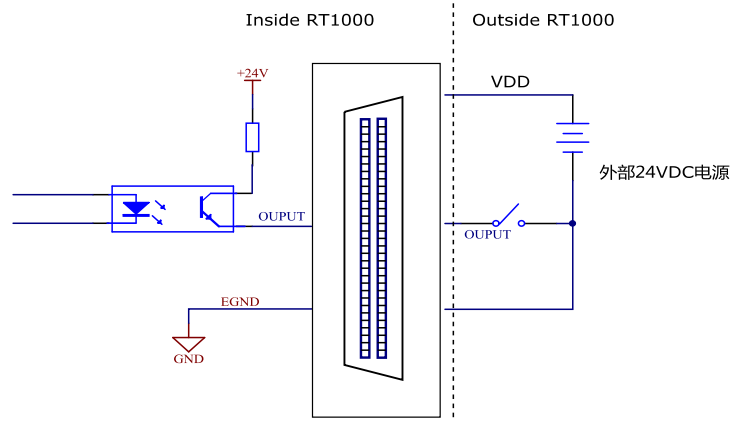 Inside RT1000
Outside RT1000
+24V
VDD
外部24VDC电源
OUPUT
OUPUT
EGND
GND